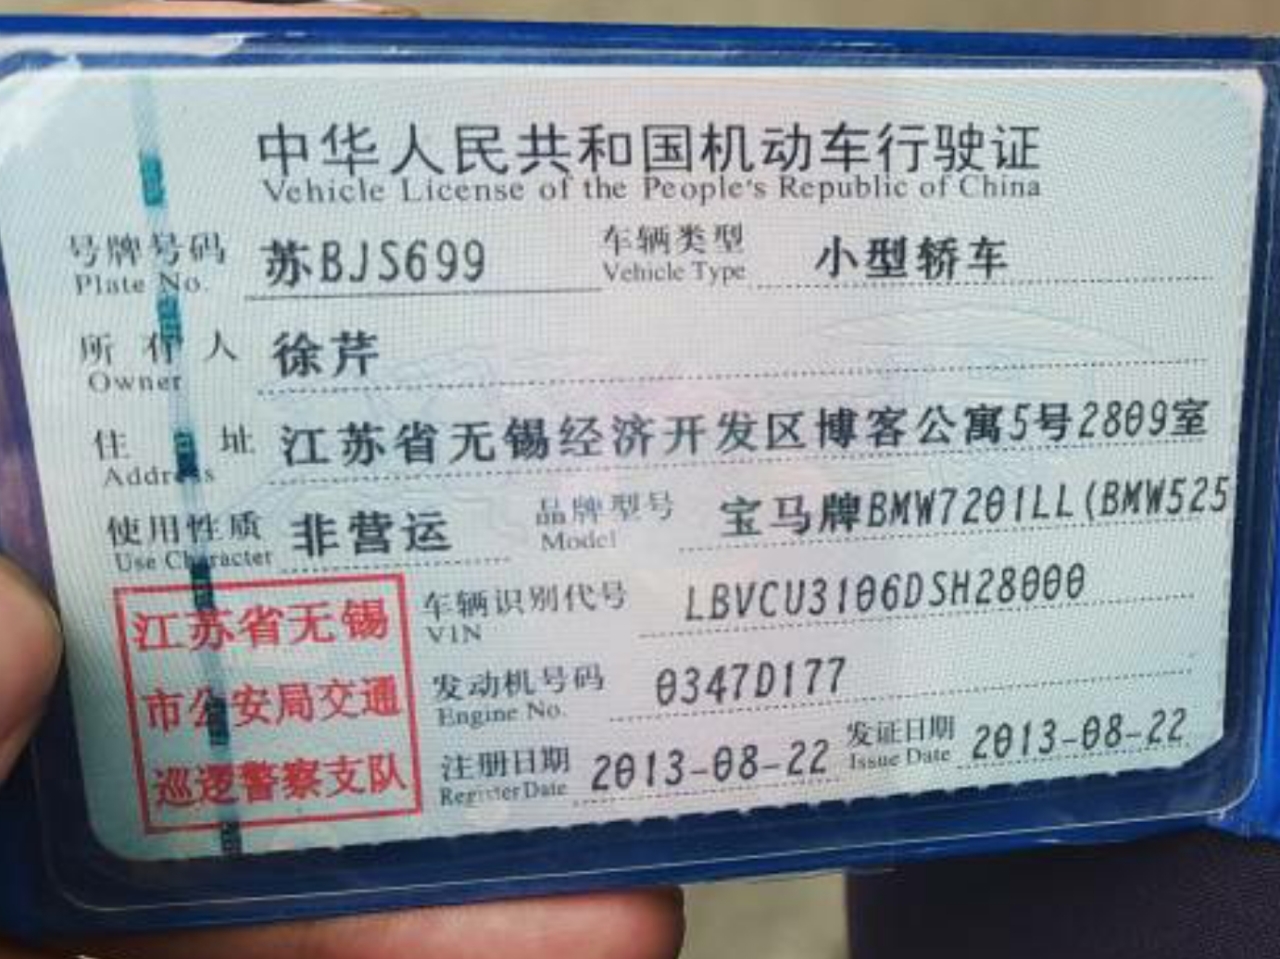 中华人民共和国机动车行驶证
Vehicle License of the People's Republic of China
号牌号码 苏BJS699 车辆类型 小型轿车
Plate No. Vehicle Type
所有人 徐芹
Owner
住址 江苏省无锡经济开发区博客公寓5号2809室
Address
使用性质 非营运 品牌型号 宝马牌BMW7201LL(BMW525
Use Character Model
江苏省无锡
市公安局交通
巡逻警察支队
车辆识别代号 LBVCU3106DSH28000
VIN
发动机号码 0347D177
Engine No.
注册日期 2013-08-22 发证日期 2013-08-22
Register Date Issue Date